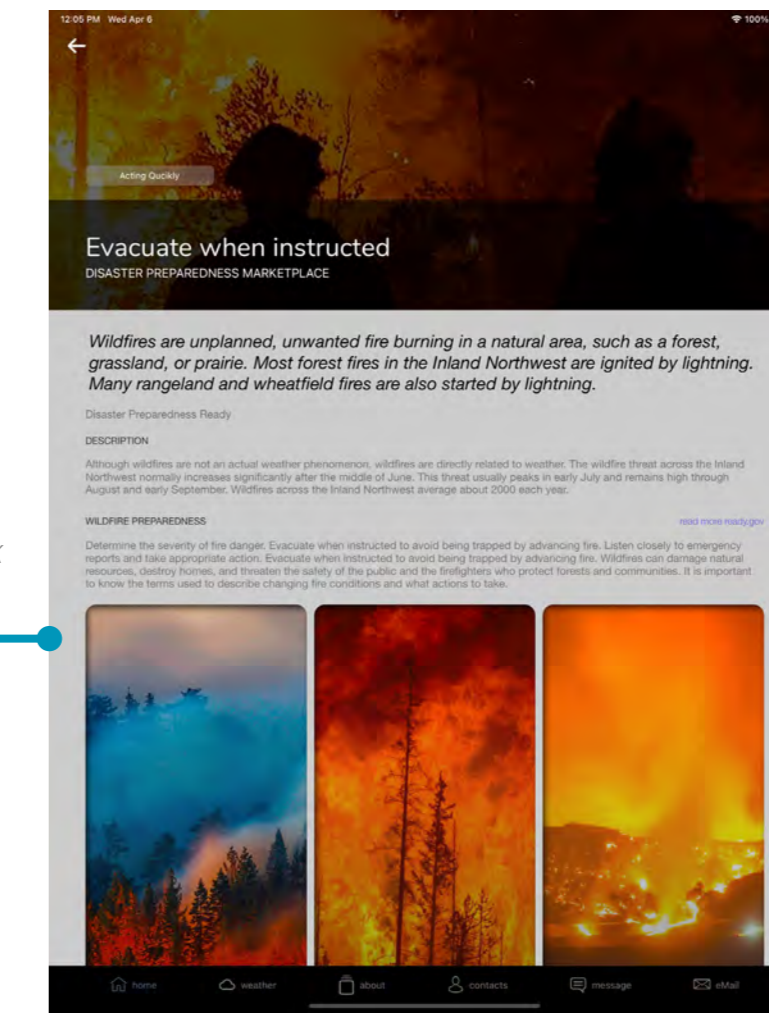 12:05 PM Wed Apr 6
100%
Acting Qucikly
Evacuate when instructed
DISASTER PREPAREDNESS MARKETPLACE
Wildfires are unplanned, unwanted fire burning in a natural area, such as a forest,
grassland, or prairie. Most forest fires in the Inland Northwest are ignited by lightning.
Many rangeland and wheatfield fires are also started by lightning.
Disaster Preparedness Ready
DESCRIPTION
Although wildfires are not an actual weather phenomenon, wildfires are directly related to weather. The wildfire threat across the Inland
Northwest normally increases significantly after the middle of June. This threat usually peaks in early July and remains high through
August and early September. Wildfires across the Inland Northwest average about 2000 each year.
WILDFIRE PREPAREDNESS
read more ready.gov
Determine the severity of fire danger. Evacuate when instructed to avoid being trapped by advancing fire. Listen closely to emergency
reports and take appropriate action. Evacuate when instructed to avoid being trapped by advancing fire. Wildfires can damage natural
resources, destroy homes, and threaten the safety of the public and the firefighters who protect forests and communities. It is important
to know the terms used to describe changing fire conditions and what actions to take.
home weather about contacts message eMail